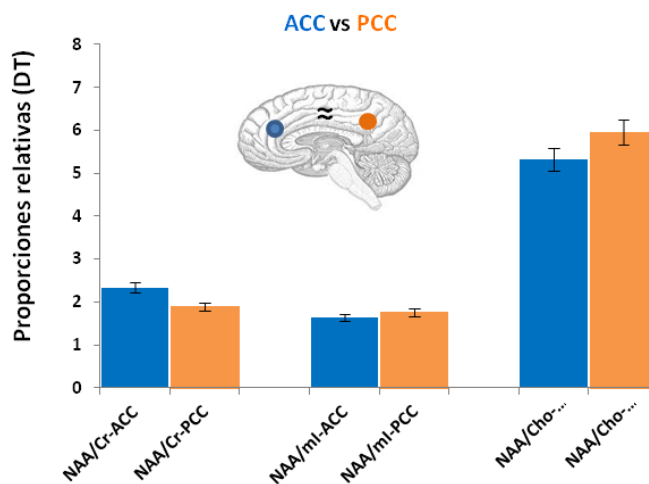 ACC vs PCC
Proporciones relativas (DT)
8
7
6
5
4
3
2
1
0
≈
NAA/Cr-ACC
NAA/Cr-PCC
NAA/mI-ACC
NAA/mI-PCC
NAA/Cho-...
NAA/Cho-...